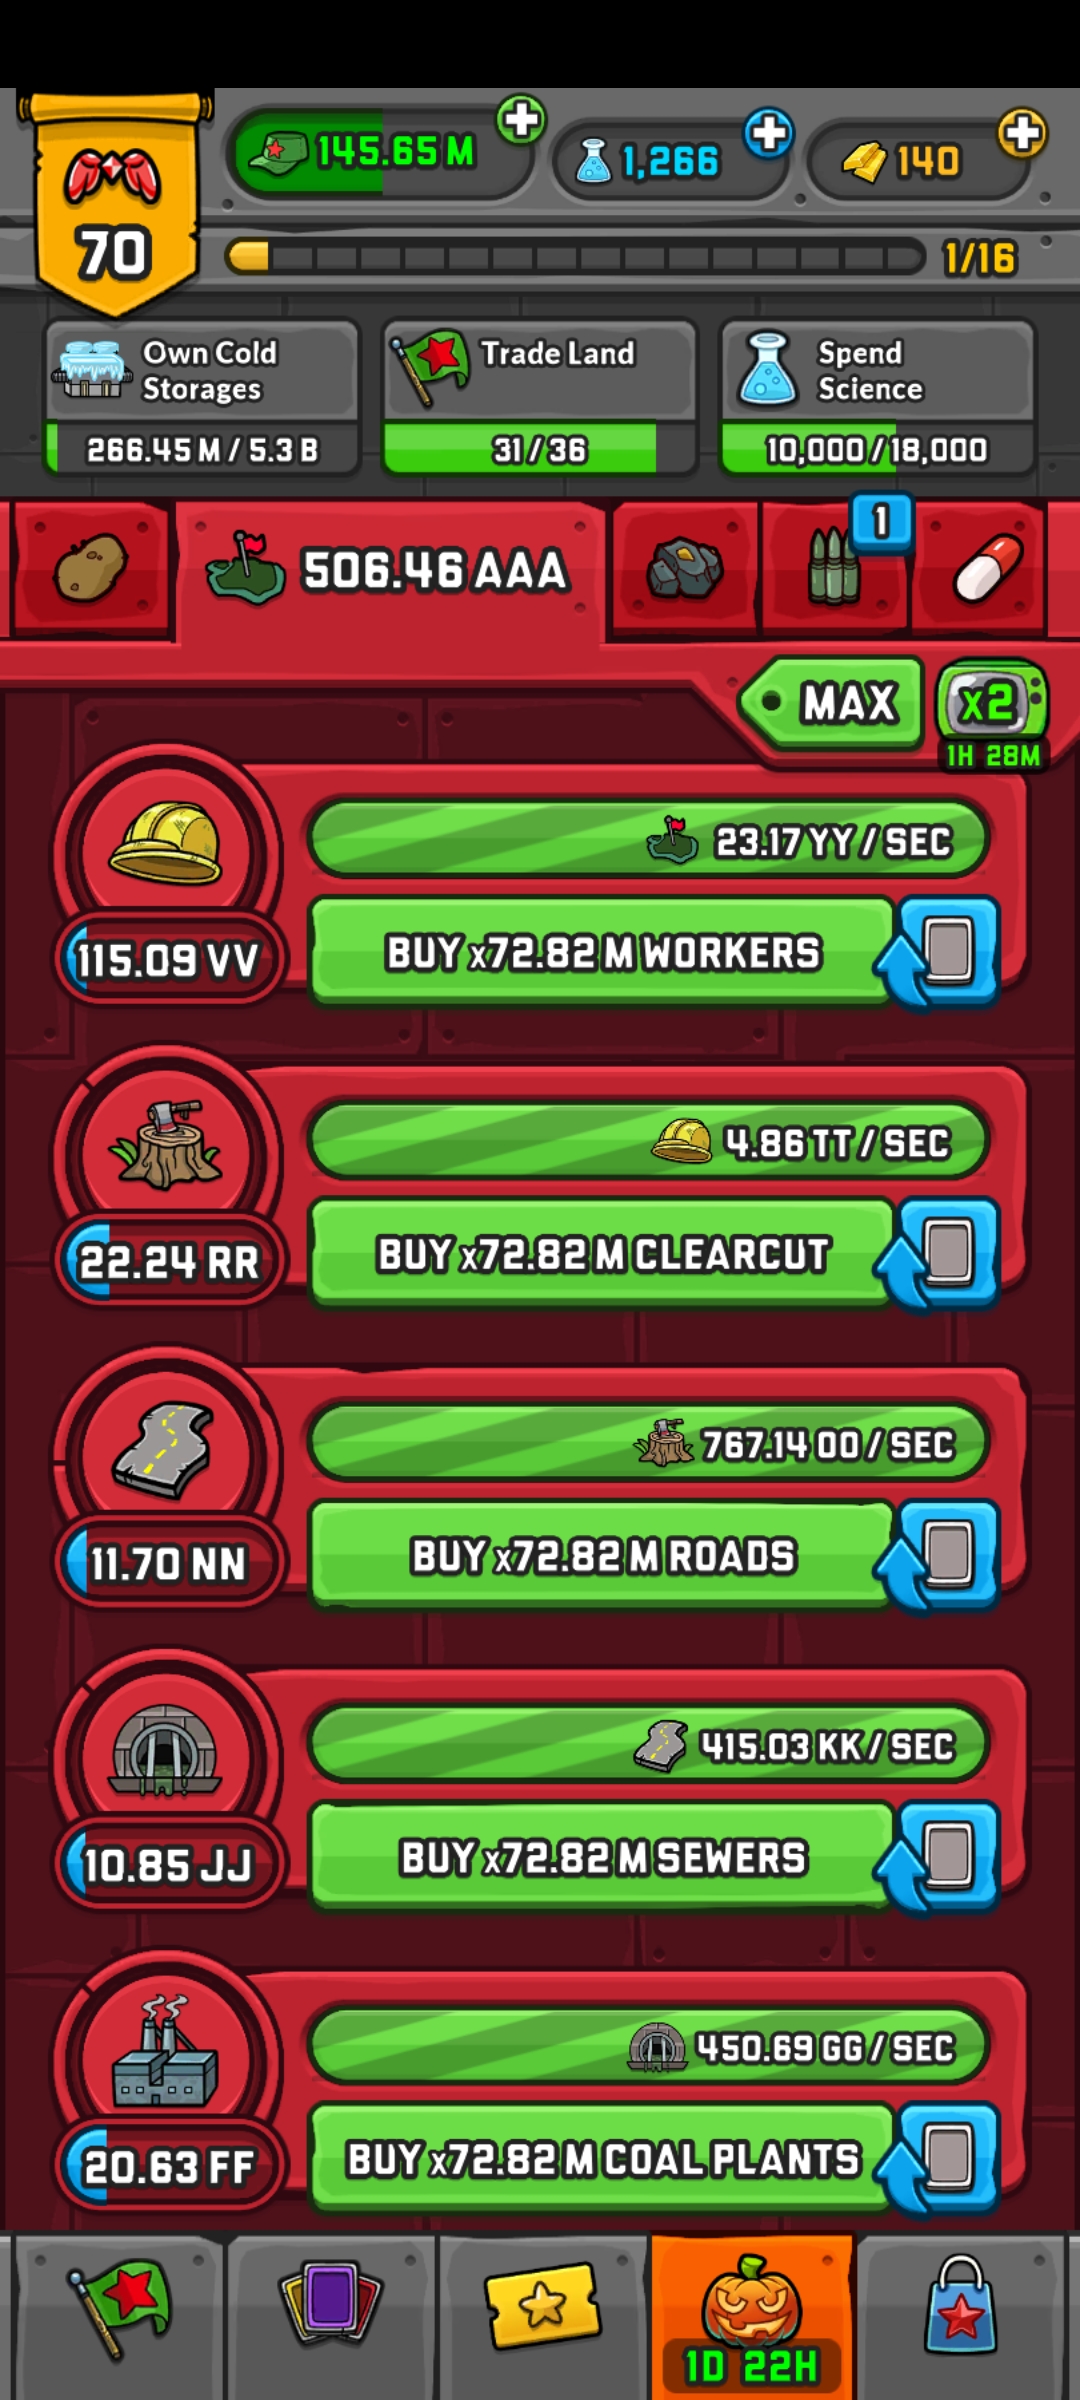 145.65 M
1,266
140
70
1/16
Own Cold
Storages
266.45 M / 5.3 B
Trade Land
31 / 36
Spend
Science
10,000/18,000
506.46 AAA
1
MAX
x2
1H 28M
23.17 YY / SEC
115.09 VV
BUY x72.82 M WORKERS
4.86 TT / SEC
22.24 RR
BUY x72.82 M CLEARCUT
767.14 OO / SEC
11.70 NN
BUY x72.82 M ROADS
415.03 KK / SEC
10.85 JJ
BUY x72.82 M SEWERS
450.69 GG / SEC
20.63 FF
BUY x72.82 M COAL PLANTS
1D 22H